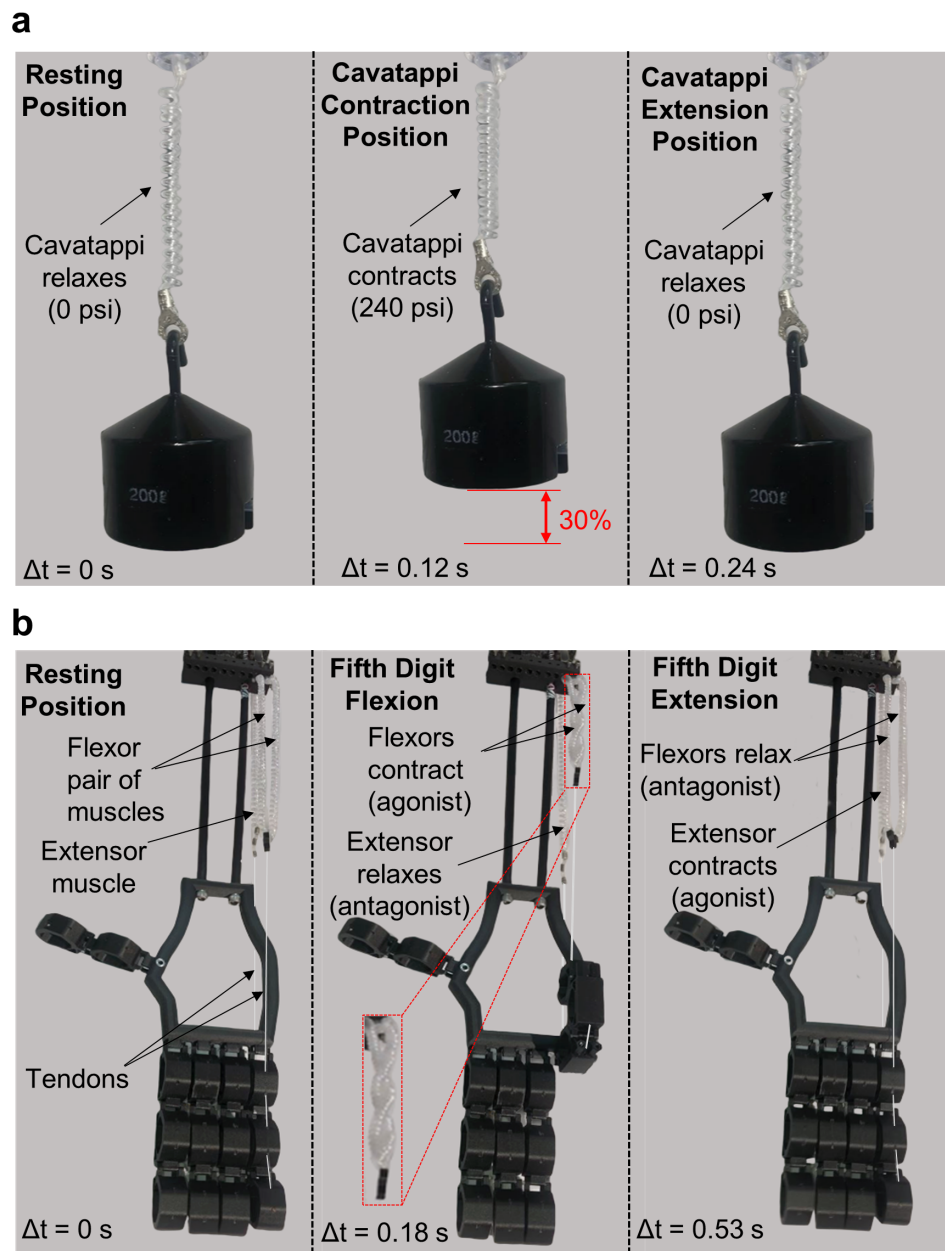 a
Resting
Position
Cavatappi
relaxes
(0 psi)
2008
Δt = 0 s
Cavatappi
Contraction
Position
Cavatappi
contracts
(240 psi)
2008
30%
Δt = 0.12 s
Cavatappi
Extension
Position
Cavatappi
relaxes
(0 psi)
2008
Δt = 0.24 s
b
Resting
Position
Flexor
pair of
muscles
Extensor
muscle
Tendons
Δt = 0 s
Fifth Digit
Flexion
Flexors
contract
(agonist)
Extensor
relaxes
(antagonist)
Δt = 0.18 s
Fifth Digit
Extension
Flexors relax
(antagonist)
Extensor
contracts
(agonist)
Δt = 0.53 s